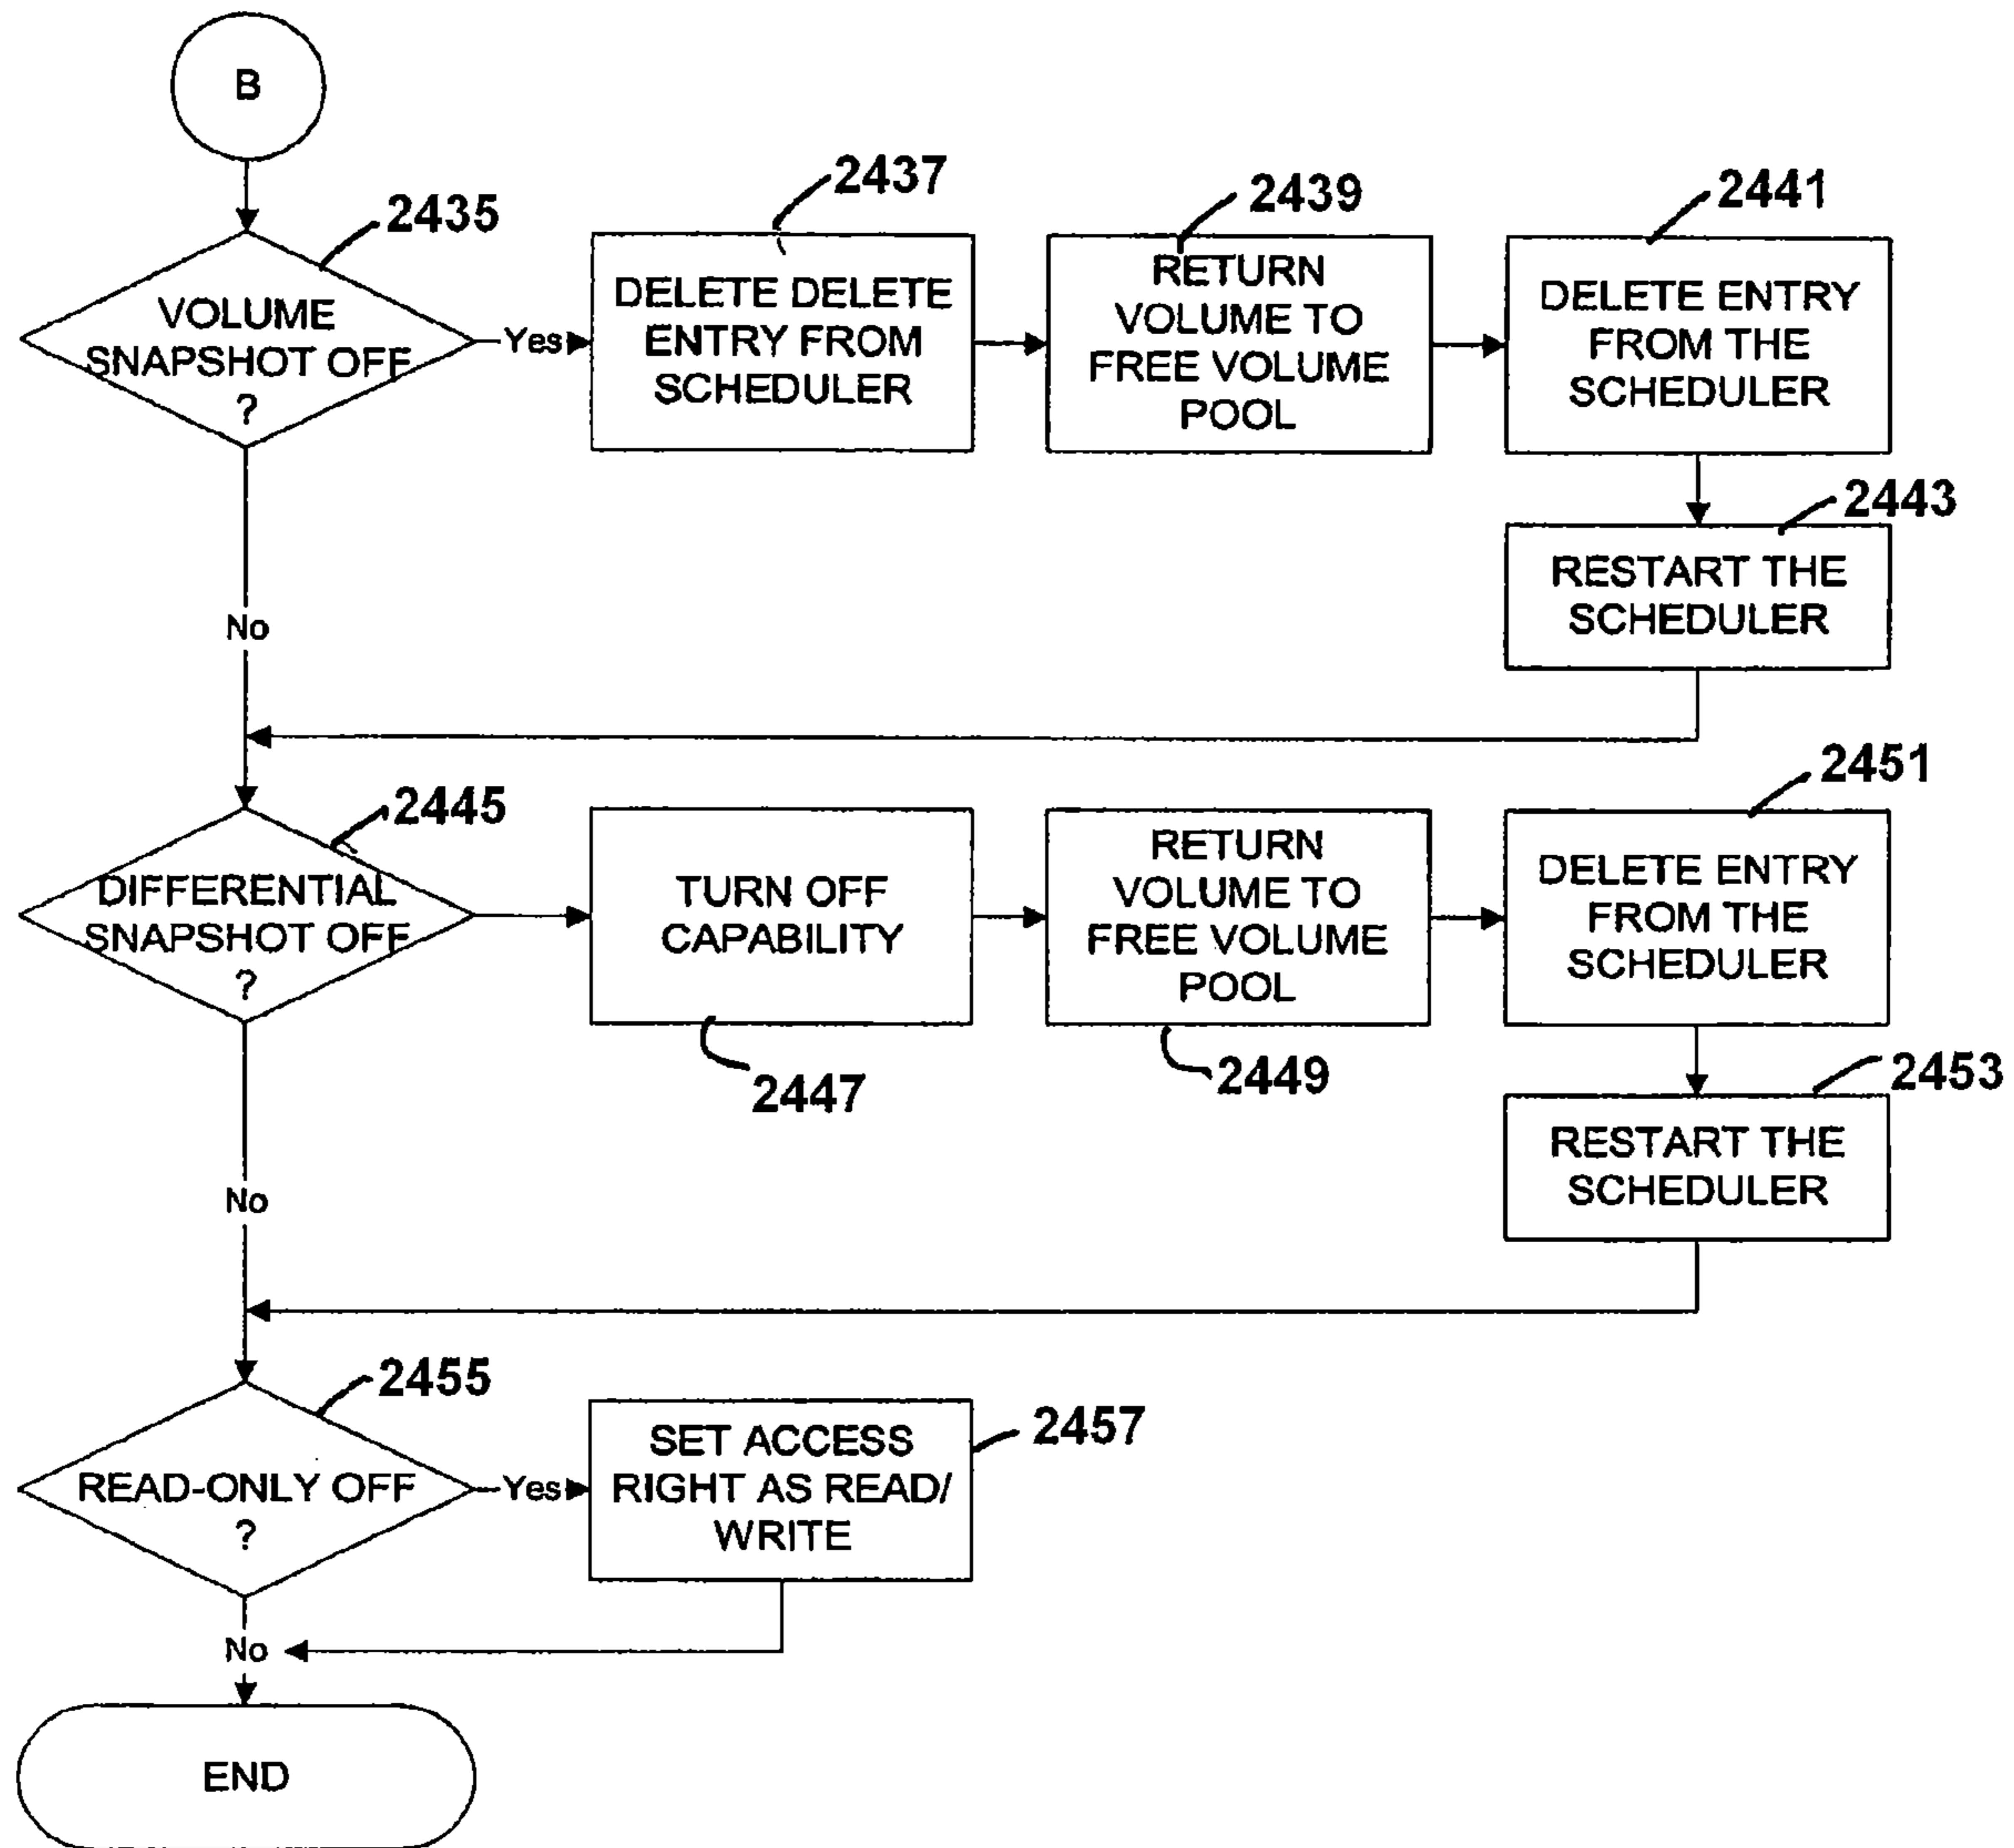 B
2435
VOLUME
SNAPSHOT OFF
?
Yes
2437
DELETE DELETE
ENTRY FROM
SCHEDULER
2439
RETURN
VOLUME TO
FREE VOLUME
POOL
2441
DELETE ENTRY
FROM THE
SCHEDULER
2443
RESTART THE
SCHEDULER
No
2445
DIFFERENTIAL
SNAPSHOT OFF
?
TURN OFF
CAPABILITY
2447
RETURN
VOLUME TO
FREE VOLUME
POOL
2449
2451
DELETE ENTRY
FROM THE
SCHEDULER
2453
RESTART THE
SCHEDULER
No
2455
READ-ONLY OFF
?
Yes
2457
SET ACCESS
RIGHT AS READ/
WRITE
No
END